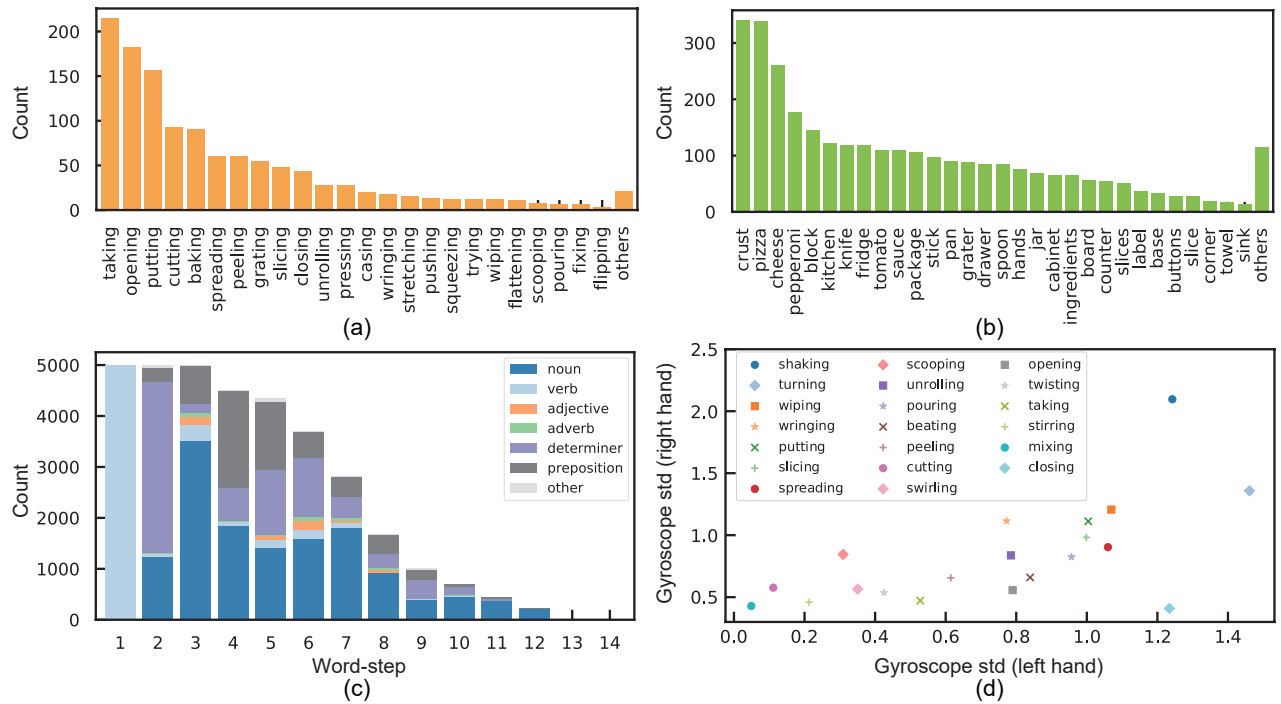 200
150
100
50
0
Count
taking
opening
putting
cutting
baking
spreading
peeling
grating
slicing
closing
unrolling
pressing
casing
wringing
stretching
pushing
squeezing
trying
wiping
flattening
scooping
pouring
fixing
flipping
others
(a)
300
200
100
0
Count
crust
pizza
cheese
pepperoni
block
kitchen
knife
fridge
tomato
sauce
package
stick
pan
grater
drawer
spoon
hands
jar
cabinet
ingredients
board
counter
slices
label
base
buttons
slice
corner
towel
sink
others
(b)
5000
4000
3000
2000
1000
0
Count
noun
verb
adjective
adverb
determiner
preposition
other
1 2 3 4 5 6 7 8 9 10 11 12 13 14
Word-step
(c)
2.5
2.0
1.5
1.0
0.5
Gyroscope std (right hand)
shaking
turning
wiping
wringing
putting
slicing
spreading
scooping
unrolling
pouring
beating
peeling
cutting
swirling
opening
twisting
taking
stirring
mixing
closing
0.0 0.2 0.4 0.6 0.8 1.0 1.2 1.4
Gyroscope std (left hand)
(d)